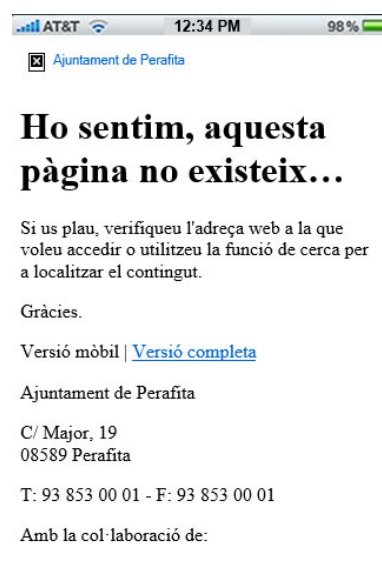 AT&T 12:34 PM 98%
Ajuntament de Perafita
Ho sentim, aquesta
pàgina no existeix…
Si us plau, verifiqueu l'adreça web a la que
voleu accedir o utilitzeu la funció de cerca per
a localitzar el contingut.
Gràcies.
Versió mòbil | Versió completa
Ajuntament de Perafita
C/ Major, 19
08589 Perafita
T: 93 853 00 01 - F: 93 853 00 01
Amb la col·laboració de: